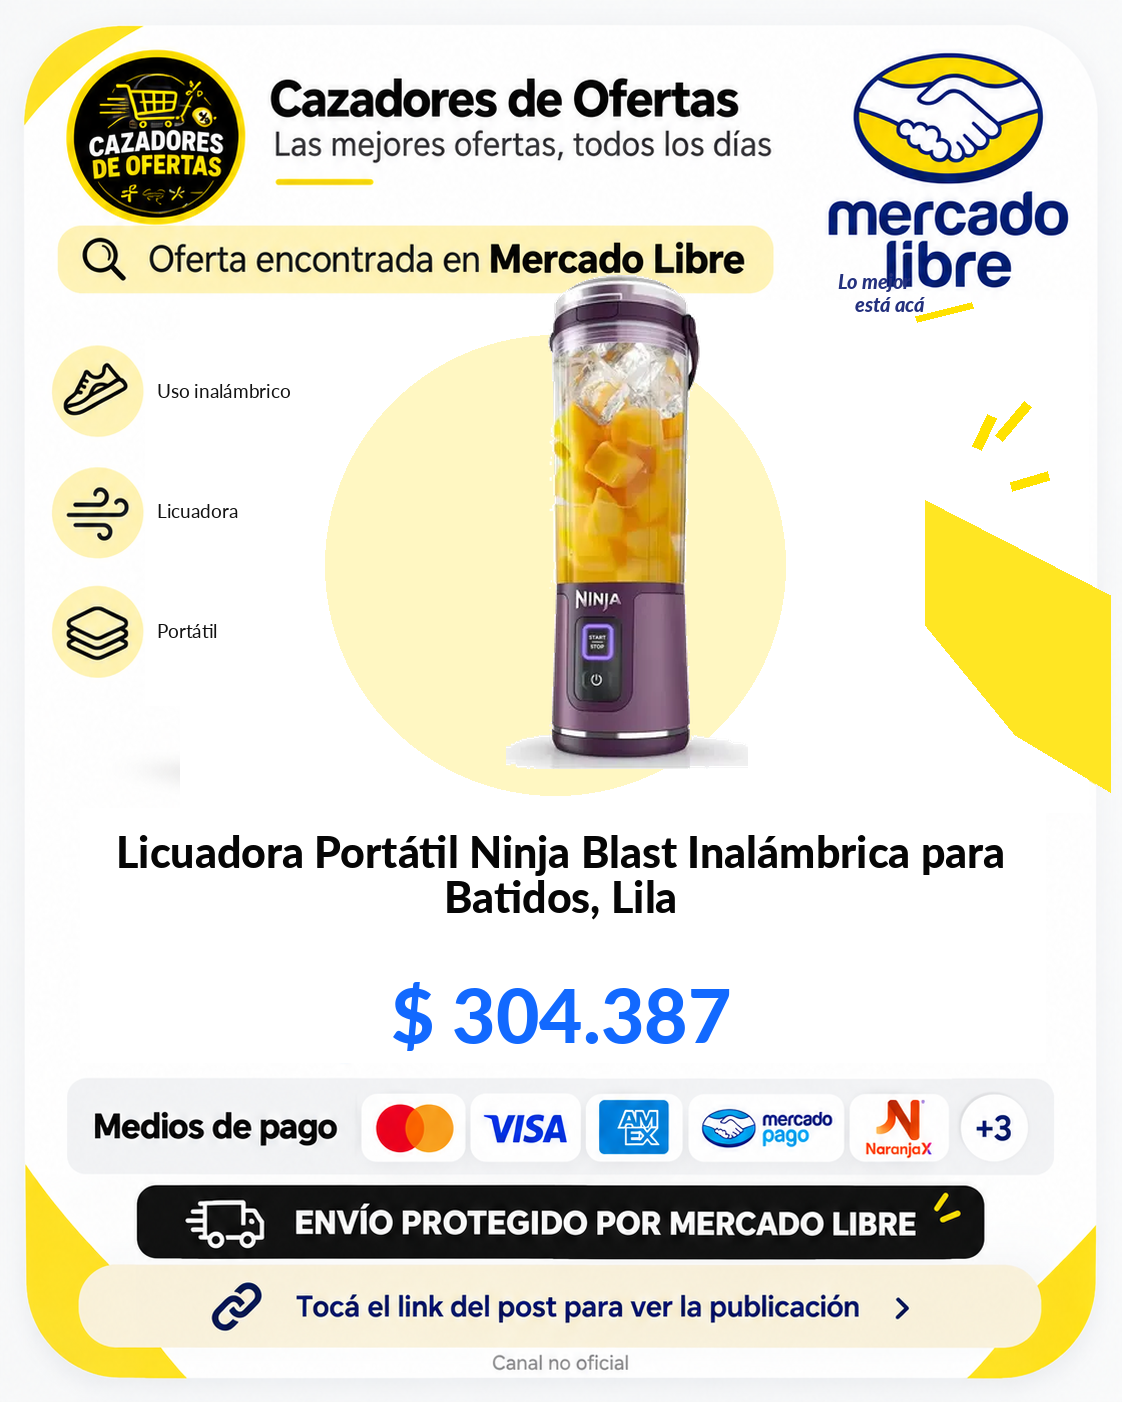 CAZADORES
DE OFERTAS
Cazadores de Ofertas
Las mejores ofertas, todos los días
mercado
libre
Lo mejor
está acá
Oferta encontrada en Mercado Libre
Uso inalámbrico
Licuadora
Portátil
NINJA
START
STOP
Licuadora Portátil Ninja Blast Inalámbrica para
Batidos, Lila
$ 304.387
Medios de pago
VISA
AM
EX
mercado
pago
NaranjaX
+3
ENVÍO PROTEGIDO POR MERCADO LIBRE
Tocá el link del post para ver la publicación
Canal no oficial